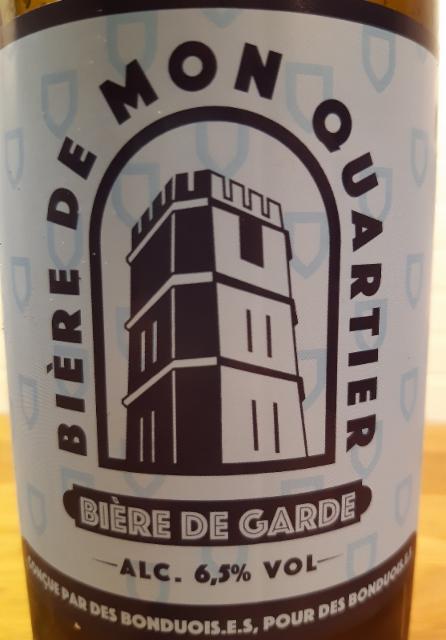 BIÈRE DE MON QUARTIER
BIÈRE DE GARDE
ALC. 6,5% VOL
CONÇUE PAR DES BONDUOIS.E.S, POUR DES BONDUOIS.E.S.